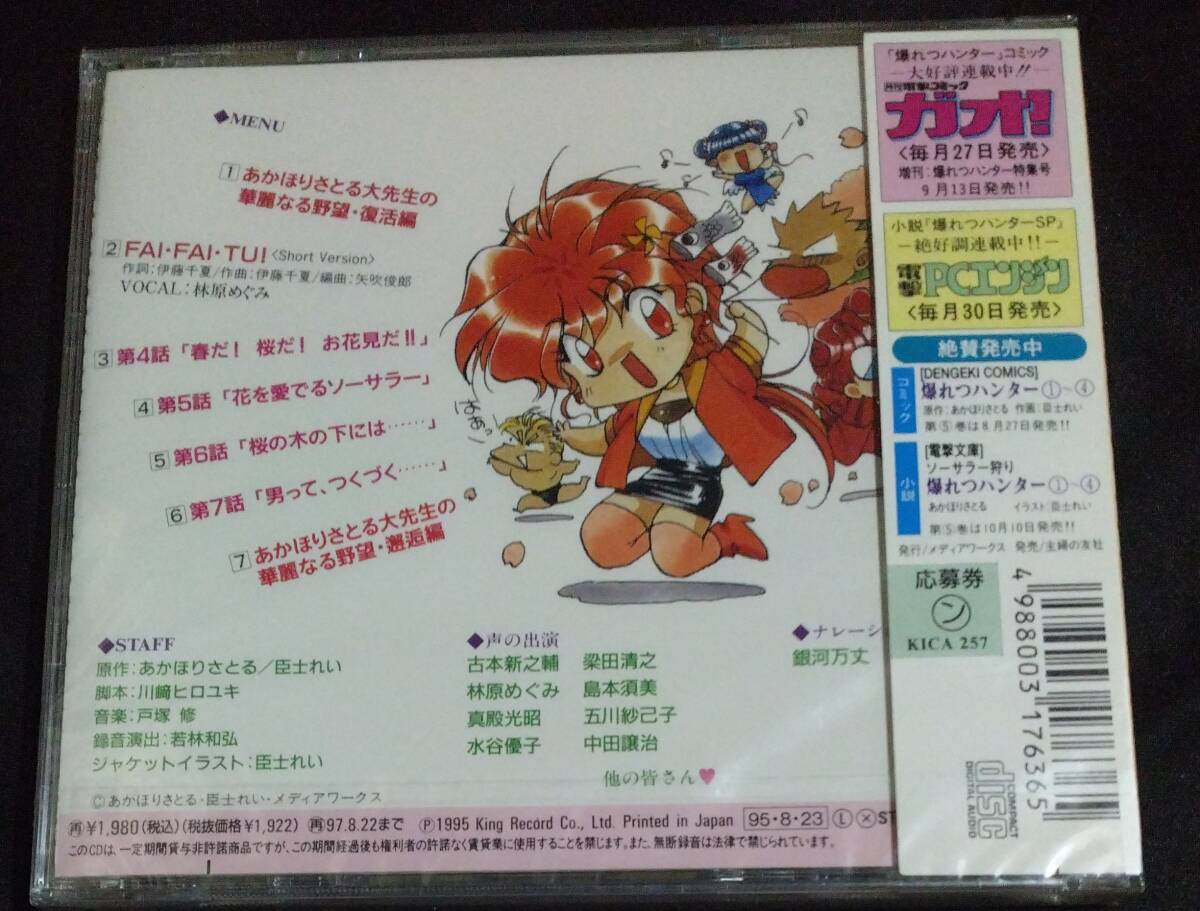 ◆MENU
1 あかほりさとる大先生の
華麗なる野望・復活編
2 FAI・FAI・TU!〈Short Version〉
作詞:伊藤千夏/作曲:伊藤千夏/編曲:矢吹俊郎
VOCAL:林原めぐみ
3 第4話「春だ! 桜だ! お花見だ!!」
4 第5話「花を愛でるソーサラー」
5 第6話「桜の木の下には……」
6 第7話「男って、つくづく……」
7 あかほりさとる大先生の
華麗なる野望・邂逅編
はぁっ
◆STAFF
原作:あかほりさとる/臣士れい
脚本:川﨑ヒロユキ
音楽:戸塚 修
録音演出:若林和弘
ジャケットイラスト:臣士れい
◆声の出演
古本新之輔 梁田清之
林原めぐみ 島本須美
真殿光昭 五川紗己子
水谷優子 中田譲治
他の皆さん♥
◆ナレーシ
銀河万丈
©あかほりさとる・臣士れい・メディアワークス
再¥1,980(税込)(税抜価格¥1,922) 再97.8.22まで Ⓟ1995 King Record Co., Ltd. Printed in Japan 95・8・23 Ⓛ ⓧ ST
このCDは、一定期間貸与非許諾商品ですが、この期間経過後も権利者の許諾なく賃貸業に使用することを禁じます。また、無断録音は法律で禁じられています。
「爆れつハンター」コミック
―大好評連載中!!―
月刊電撃コミック
ガオ!
〈毎月27日発売〉
増刊:爆れつハンター特集号
9月13日発売!!
小説『爆れつハンターSP』
―絶好調連載中!!―
電撃PCエンジン
〈毎月30日発売〉
絶賛発売中
コミック
[DENGEKI COMICS]
爆れつハンター①~④
原作:あかほりさとる 作画:臣士れい
第⑤巻は8月27日発売!!
小説
[電撃文庫]
ソーサラー狩り
爆れつハンター①~④
あかほりさとる イラスト:臣士れい
第⑤巻は10月10日発売!!
発行/メディアワークス 発売/主婦の友社
応募券
ン
KICA 257
4988003176365
COMPACT
disc
DIGITAL AUDIO